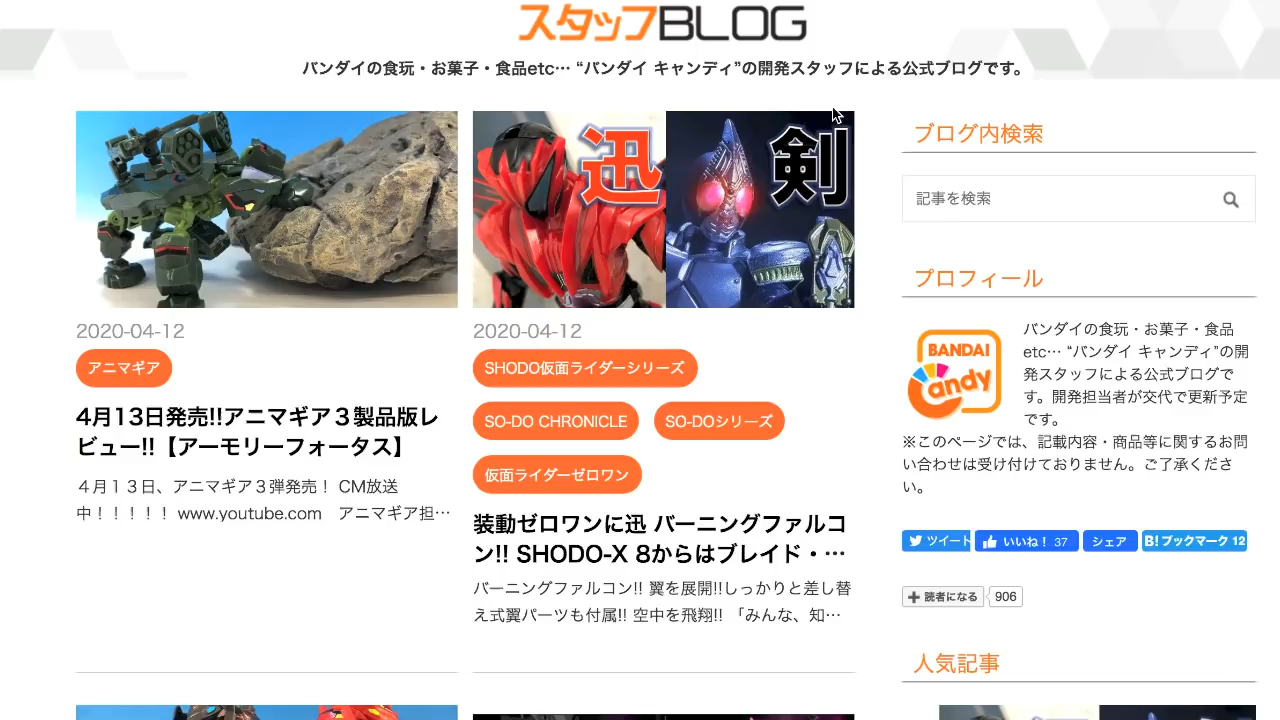 スタッフBLOG
バンダイの食玩・お菓子・食品etc… “バンダイ キャンディ”の開発スタッフによる公式ブログです。
迅
剣
2020-04-12
アニマギア
4月13日発売!!アニマギア３製品版レ
ビュー!!【アーモリーフォータス】
４月１３日、アニマギア３弾発売！ CM放送
中！！！！！ www.youtube.com　アニマギア担…
2020-04-12
SHODO仮面ライダーシリーズ
SO-DO CHRONICLE
SO-DOシリーズ
仮面ライダーゼロワン
装動ゼロワンに迅 バーニングファルコ
ン!! SHODO-X 8からはブレイド・…
バーニングファルコン!! 翼を展開!!しっかりと差し替
え式翼パーツも付属!! 空中を飛翔!! 「みんな、知…
ブログ内検索
記事を検索
プロフィール
BANDAI
candy
バンダイの食玩・お菓子・食品
etc… “バンダイ キャンディ”の開
発スタッフによる公式ブログで
す。開発担当者が交代で更新予定
です。
※このページでは、記載内容・商品等に関するお問
い合わせは受け付けておりません。ご了承くださ
い。
ツイート
いいね！ 37
シェア
B!ブックマーク 12
読者になる
906
人気記事